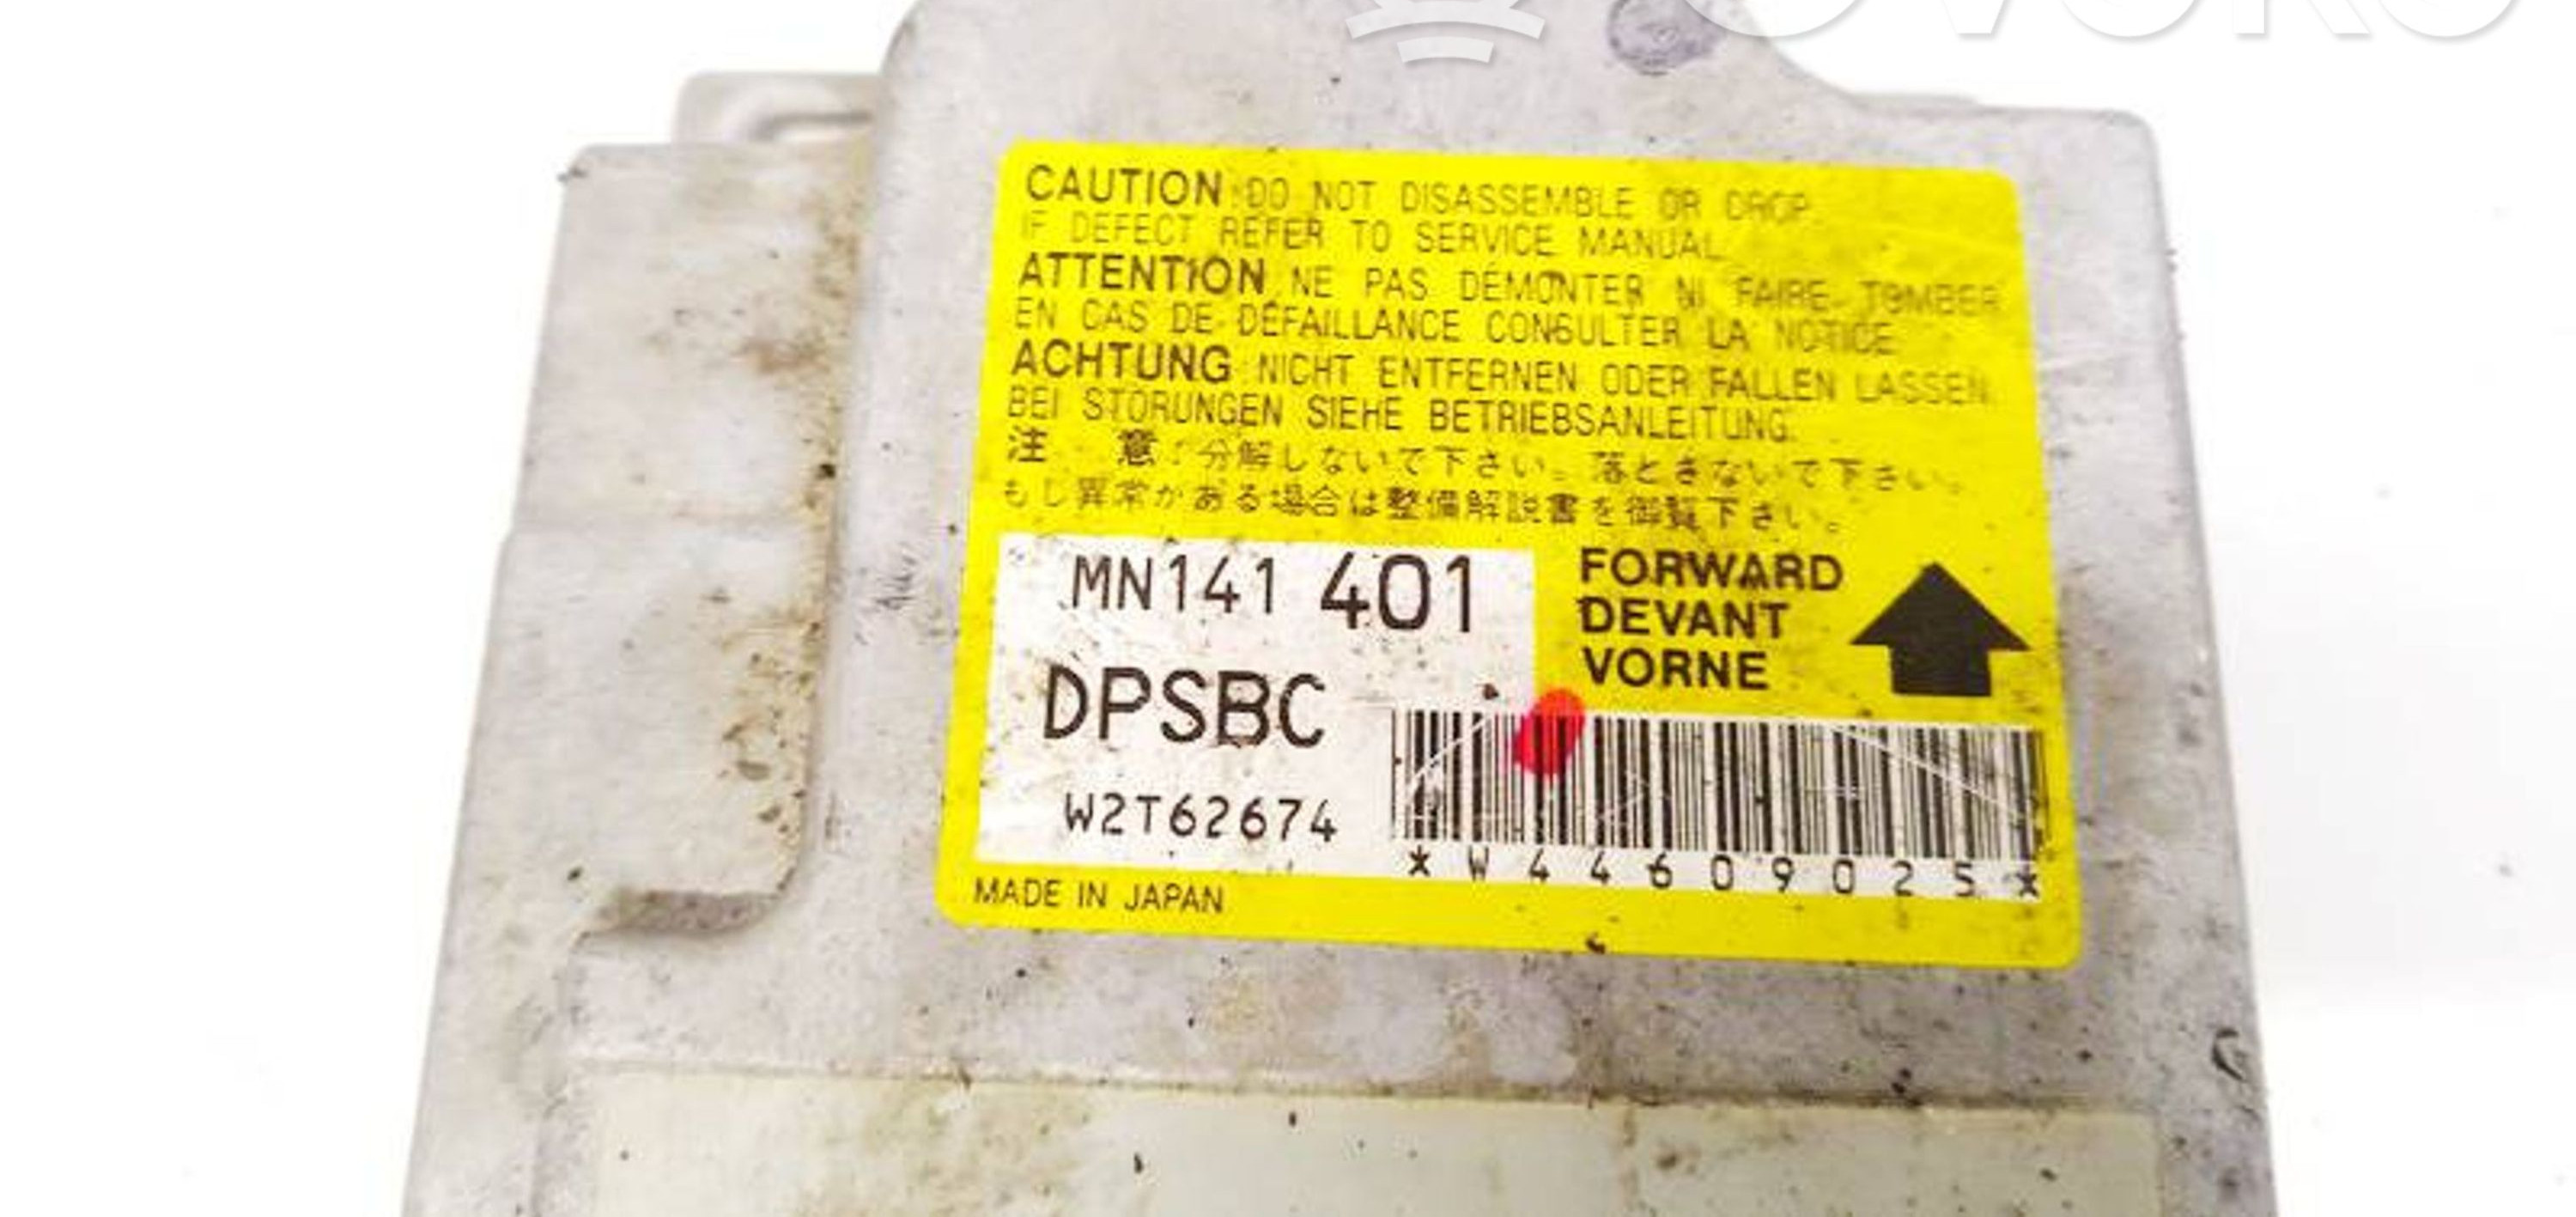 OVOKO
CAUTION:DO NOT DISASSEMBLE OR DROP.
IF DEFECT REFER TO SERVICE MANUAL.
ATTENTION:NE PAS DÉMONTER NI FAIRE TOMBER
EN CAS DE DÉFAILLANCE CONSULTER LA NOTICE
ACHTUNG:NICHT ENTFERNEN ODER FALLEN LASSEN.
BEI STÖRUNGEN SIEHE BETRIEBSANLEITUNG.
注 意:分解しないで下さい。落とさないで下さい。
もし異常がある場合は整備解説書を御覧下さい。
MN141 401
FORWARD
DEVANT
VORNE
DPSBC
W2T62674
*W44609025*
MADE IN JAPAN